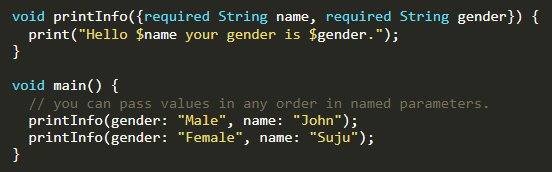 void printInfo({required String name, required String gender}) {
  print("Hello $name your gender is $gender.");
}

void main() {
  // you can pass values in any order in named parameters.
  printInfo(gender: "Male", name: "John");
  printInfo(gender: "Female", name: "Suju");
}